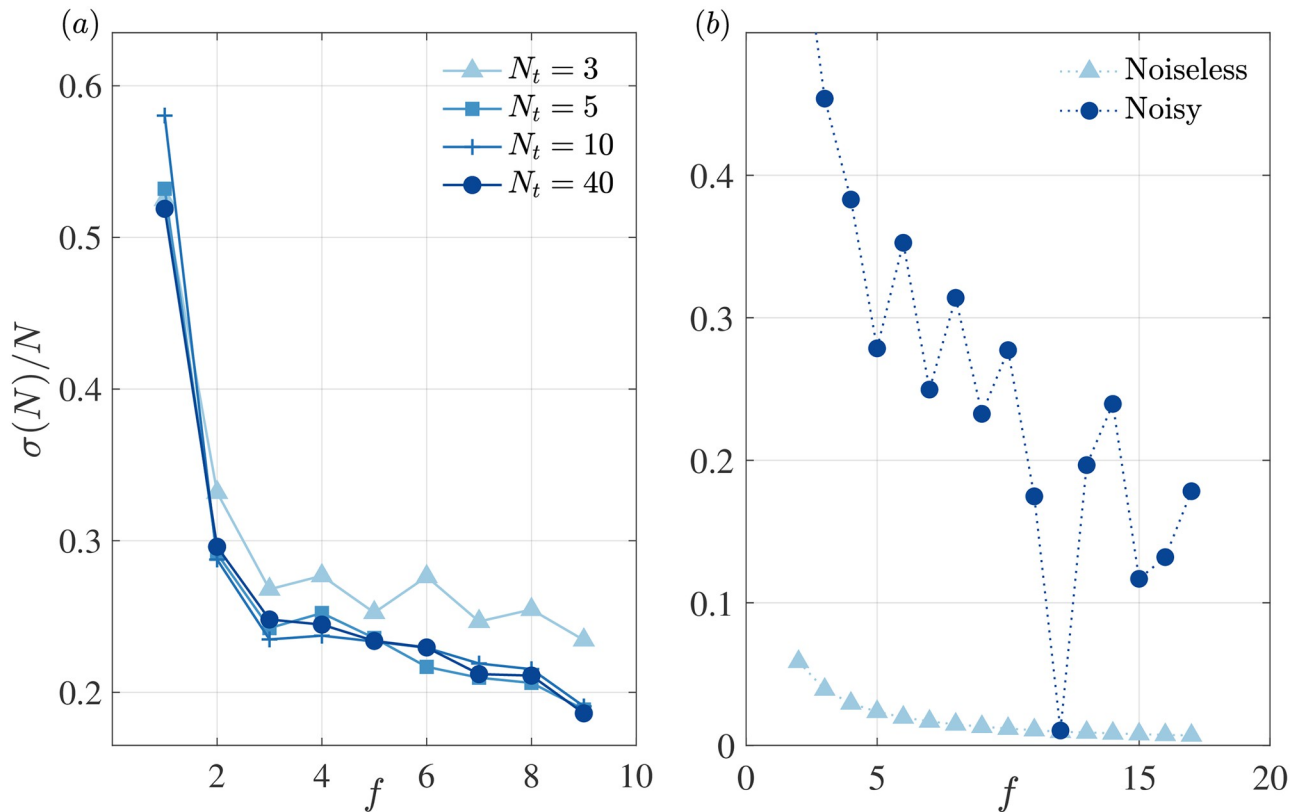 (a)
σ(N)/N
0.6
0.5
0.4
0.3
0.2
2 4 6 8 10
f
N_t = 3
N_t = 5
N_t = 10
N_t = 40
(b)
0.4
0.3
0.2
0.1
0
0 5 15 20
f
Noiseless
Noisy